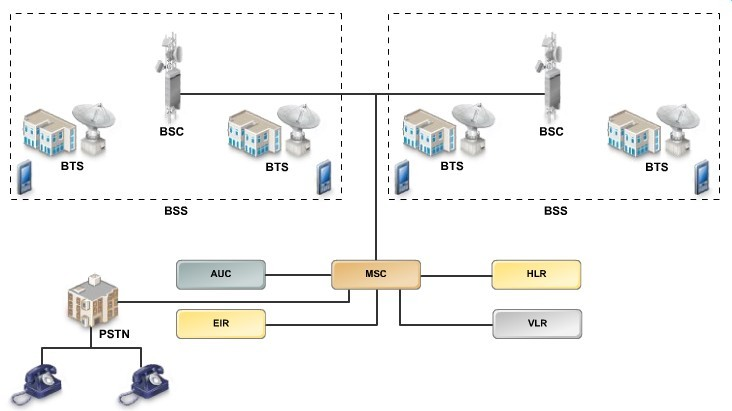 BSC
BSC
BTS
BTS
BTS
BTS
BSS
BSS
AUC
MSC
HLR
EIR
VLR
PSTN